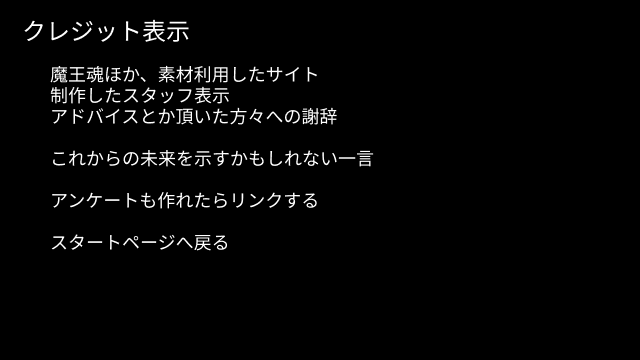 クレジット表示
魔王魂ほか、素材利用したサイト
制作したスタッフ表示
アドバイスとか頂いた方々への謝辞
これからの未来を示すかもしれない一言
アンケートも作れたらリンクする
スタートページへ戻る